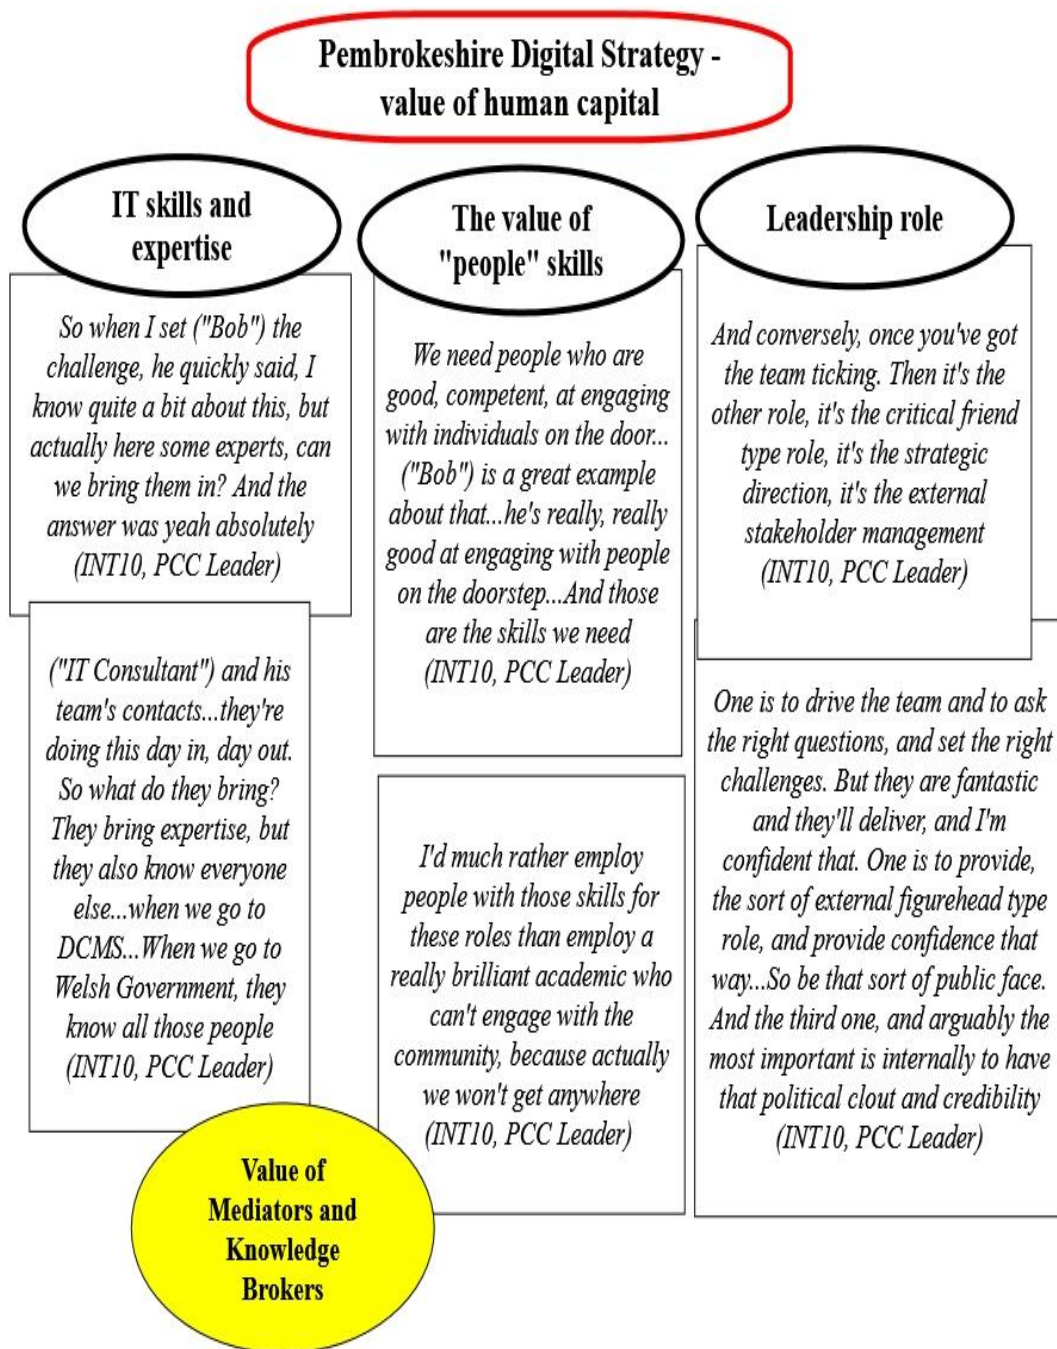 Pembrokeshire Digital Strategy -
value of human capital
IT skills and
expertise
So when I set ("Bob") the
challenge, he quickly said, I
know quite a bit about this, but
actually here some experts, can
we bring them in? And the
answer was yeah absolutely
(INT10, PCC Leader)
("IT Consultant") and his
team's contacts...they're
doing this day in, day out.
So what do they bring?
They bring expertise, but
they also know everyone
else...when we go to
DCMS...When we go to
Welsh Government, they
know all those people
(INT10, PCC Leader)
Value of
Mediators and
Knowledge
Brokers
The value of
"people" skills
We need people who are
good, competent, at engaging
with individuals on the door...
("Bob") is a great example
about that...he's really, really
good at engaging with people
on the doorstep...And those
are the skills we need
(INT10, PCC Leader)
I'd much rather employ
people with those skills for
these roles than employ a
really brilliant academic who
can't engage with the
community, because actually
we won't get anywhere
(INT10, PCC Leader)
Leadership role
And conversely, once you've got
the team ticking. Then it's the
other role, it's the critical friend
type role, it's the strategic
direction, it's the external
stakeholder management
(INT10, PCC Leader)
One is to drive the team and to ask
the right questions, and set the right
challenges. But they are fantastic
and they'll deliver, and I'm
confident that. One is to provide,
the sort of external figurehead type
role, and provide confidence that
way...So be that sort of public face.
And the third one, and arguably the
most important is internally to have
that political clout and credibility
(INT10, PCC Leader)